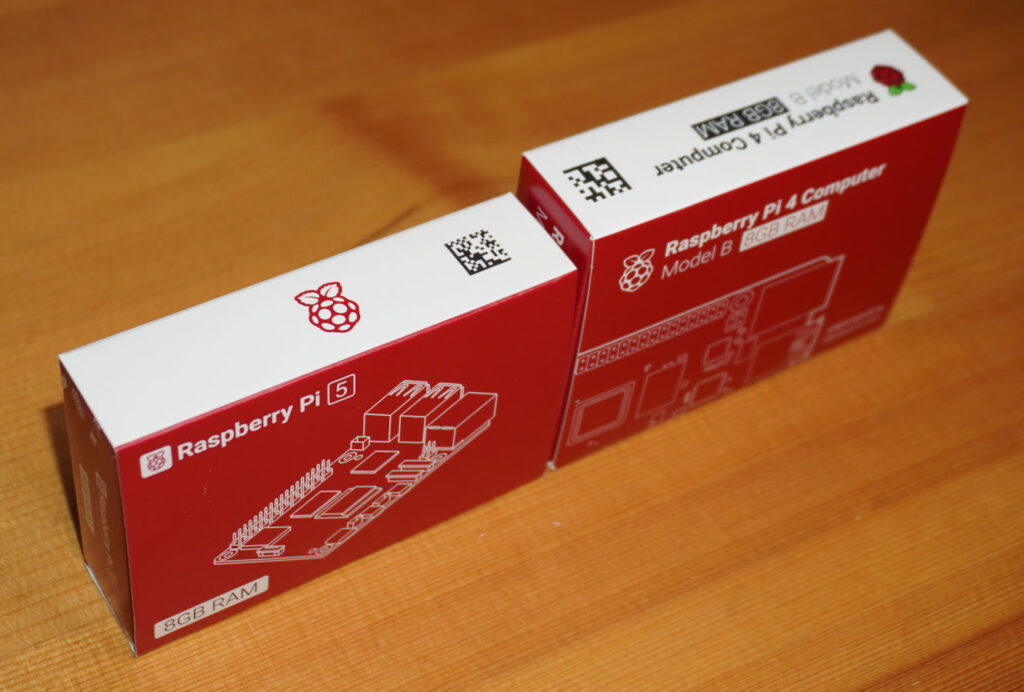 Raspberry Pi 5
8GB RAM
Raspberry Pi 4 Computer
Model B
8GB RAM
Raspberry Pi 4 Computer
Model B 8GB RAM